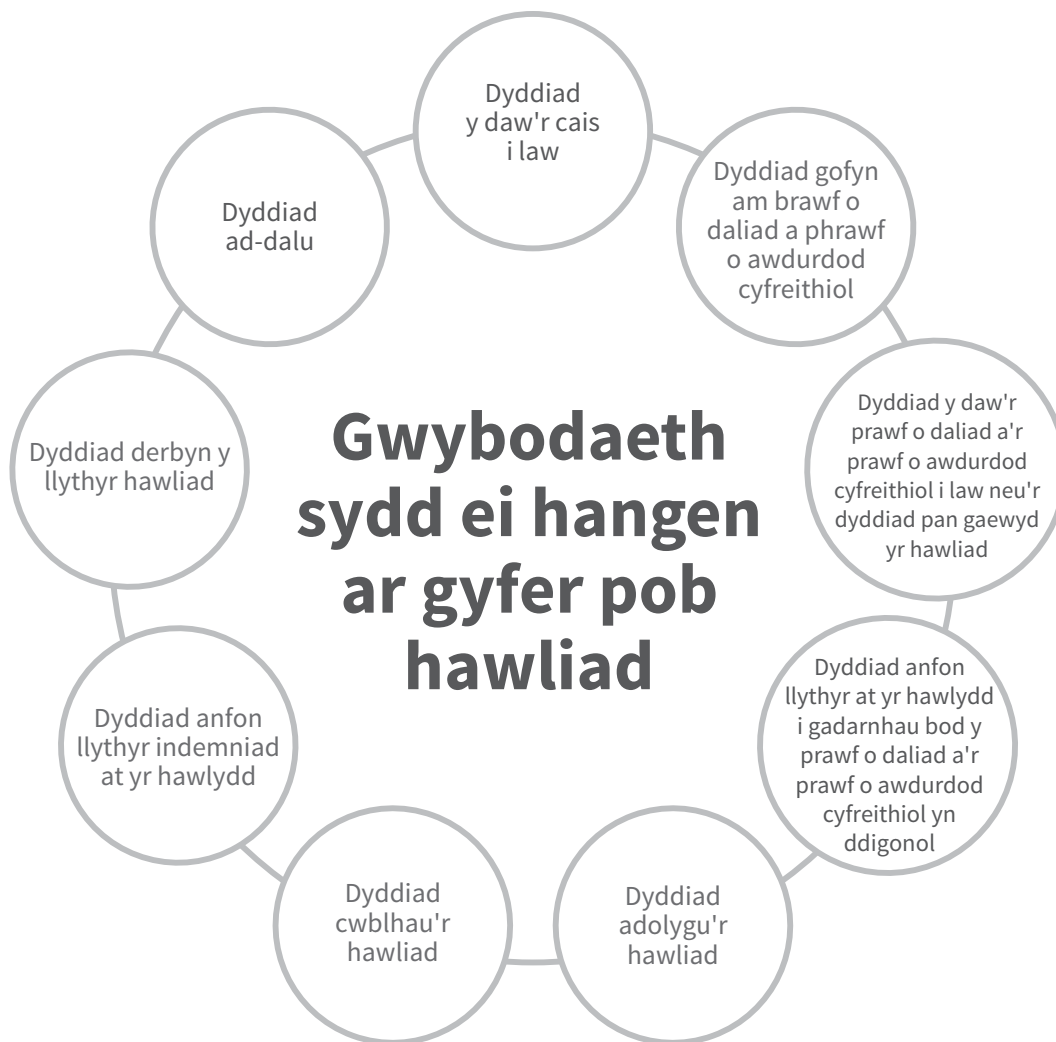 Dyddiad
y daw'r cais
i law
Dyddiad gofyn
am brawf o
daliad a phrawf
o awdurdod
cyfreithiol
Dyddiad y daw'r
prawf o daliad a'r
prawf o awdurdod
cyfreithiol i law neu'r
dyddiad pan gaewyd
yr hawliad
Dyddiad anfon
llythyr at yr hawlydd
i gadarnhau bod y
prawf o daliad a'r
prawf o awdurdod
cyfreithiol yn
ddigonol
Dyddiad
adolygu'r
hawliad
Dyddiad
cwblhau'r
hawliad
Dyddiad anfon
llythyr indemniad
at yr hawlydd
Dyddiad derbyn y
llythyr hawliad
Dyddiad
ad-dalu
Gwybodaeth
sydd ei hangen
ar gyfer pob
hawliad